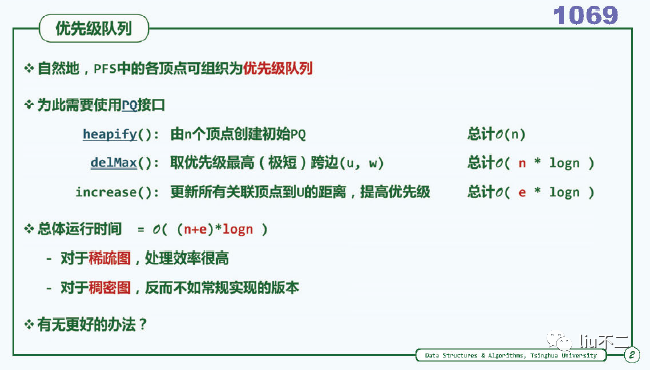 1069
优先级队列
❖自然地，PFS中的各顶点可组织为优先级队列
❖为此需要使用PQ接口
heapify(): 由n个顶点创建初始PQ 总计O(n)
delMax(): 取优先级最高（极短）跨边(u, w) 总计O( n * logn )
increase(): 更新所有关联顶点到U的距离，提高优先级 总计O( e * logn )
❖总体运行时间 = O( (n+e)*logn )
- 对于稀疏图，处理效率很高
- 对于稠密图，反而不如常规实现的版本
❖有无更好的办法？
liu不二
Data Structures & Algorithms, Tsinghua University 2